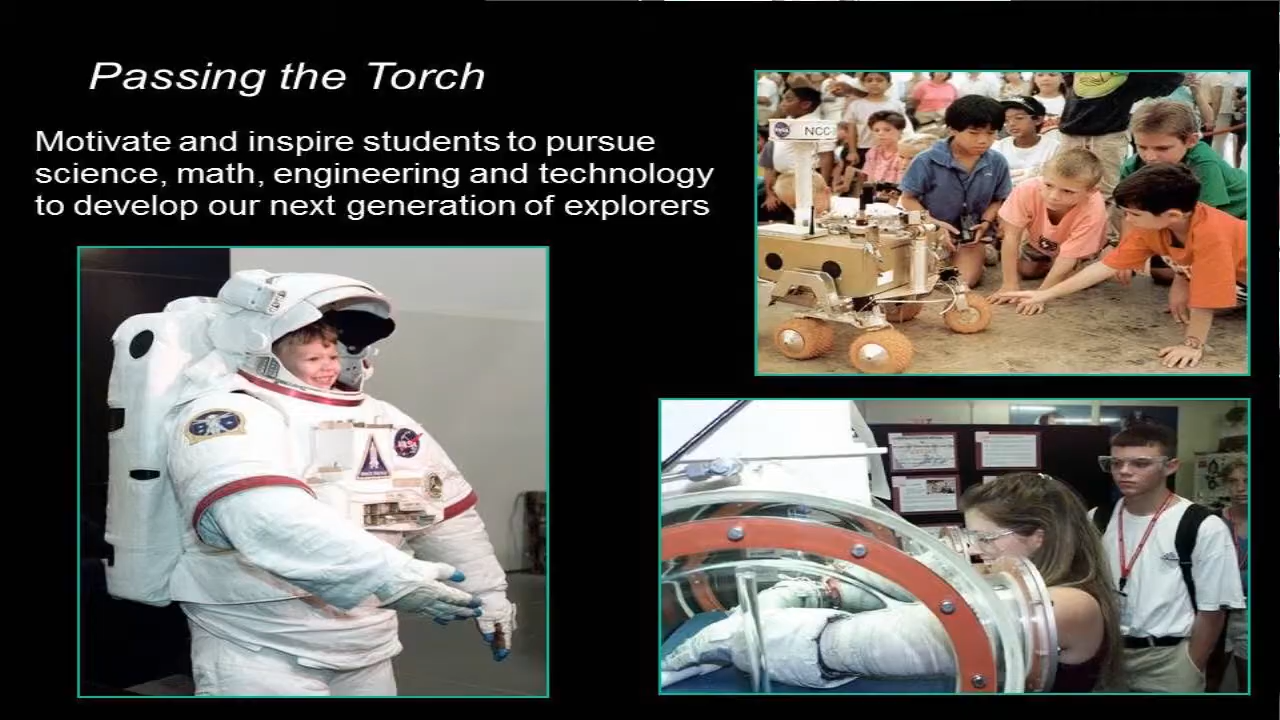 Passing the Torch
Motivate and inspire students to pursue
science, math, engineering and technology
to develop our next generation of explorers
NCC
NASA